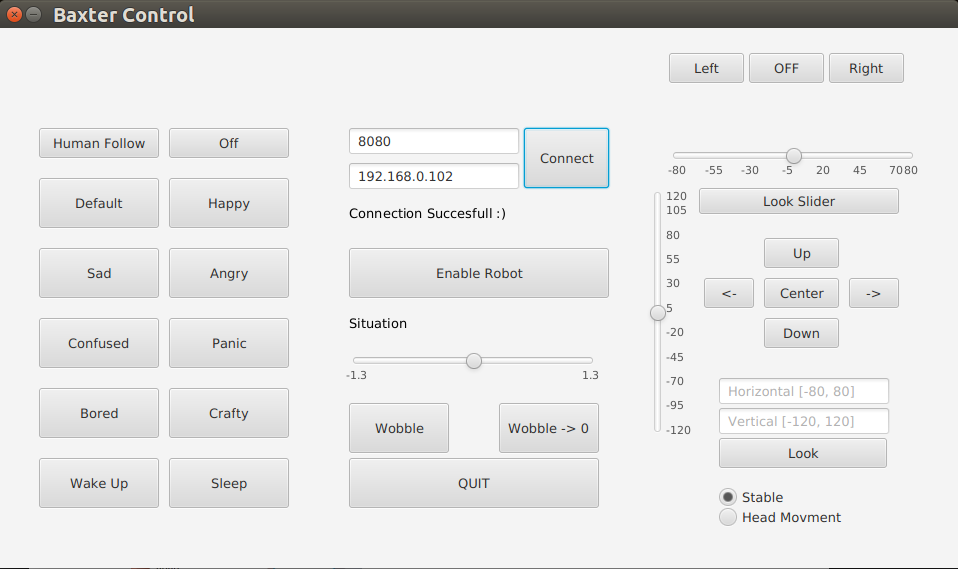 Baxter Control
Left OFF Right
Human Follow Off
Default Happy
Sad Angry
Confused Panic
Bored Crafty
Wake Up Sleep
8080
192.168.0.102
Connect
Connection Succesfull :)
Enable Robot
Situation
-1.3 1.3
Wobble Wobble -> 0
QUIT
-80 -55 -30 -5 20 45 70 80
120
105
80
55
30
5
-20
-45
-70
-95
-120
Look Slider
Up
<- Center ->
Down
Horizontal [-80, 80]
Vertical [-120, 120]
Look
Stable
Head Movment